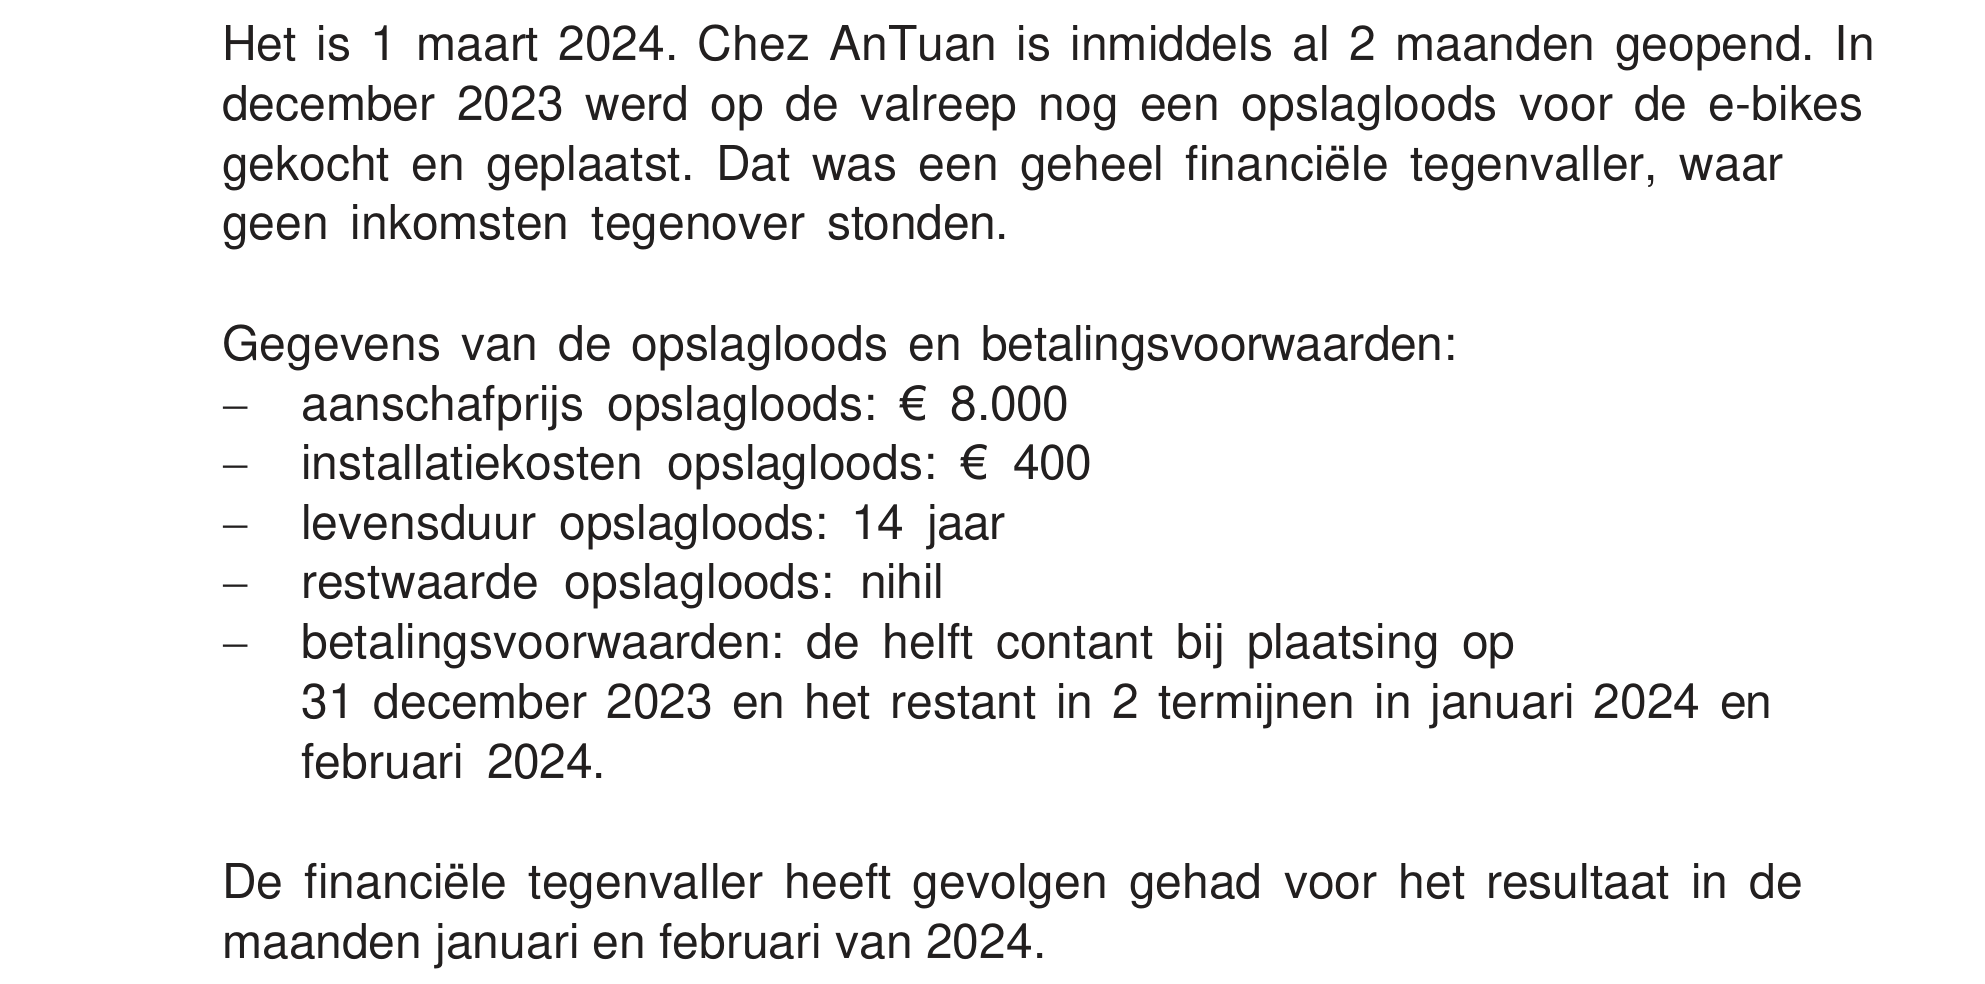 Het is 1 maart 2024. Chez AnTuan is inmiddels al 2 maanden geopend. In
december 2023 werd op de valreep nog een opslagloods voor de e-bikes
gekocht en geplaatst. Dat was een geheel financiële tegenvaller, waar
geen inkomsten tegenover stonden.
Gegevens van de opslagloods en betalingsvoorwaarden:
– aanschafprijs opslagloods: € 8.000
– installatiekosten opslagloods: € 400
– levensduur opslagloods: 14 jaar
– restwaarde opslagloods: nihil
– betalingsvoorwaarden: de helft contant bij plaatsing op
31 december 2023 en het restant in 2 termijnen in januari 2024 en
februari 2024.
De financiële tegenvaller heeft gevolgen gehad voor het resultaat in de
maanden januari en februari van 2024.